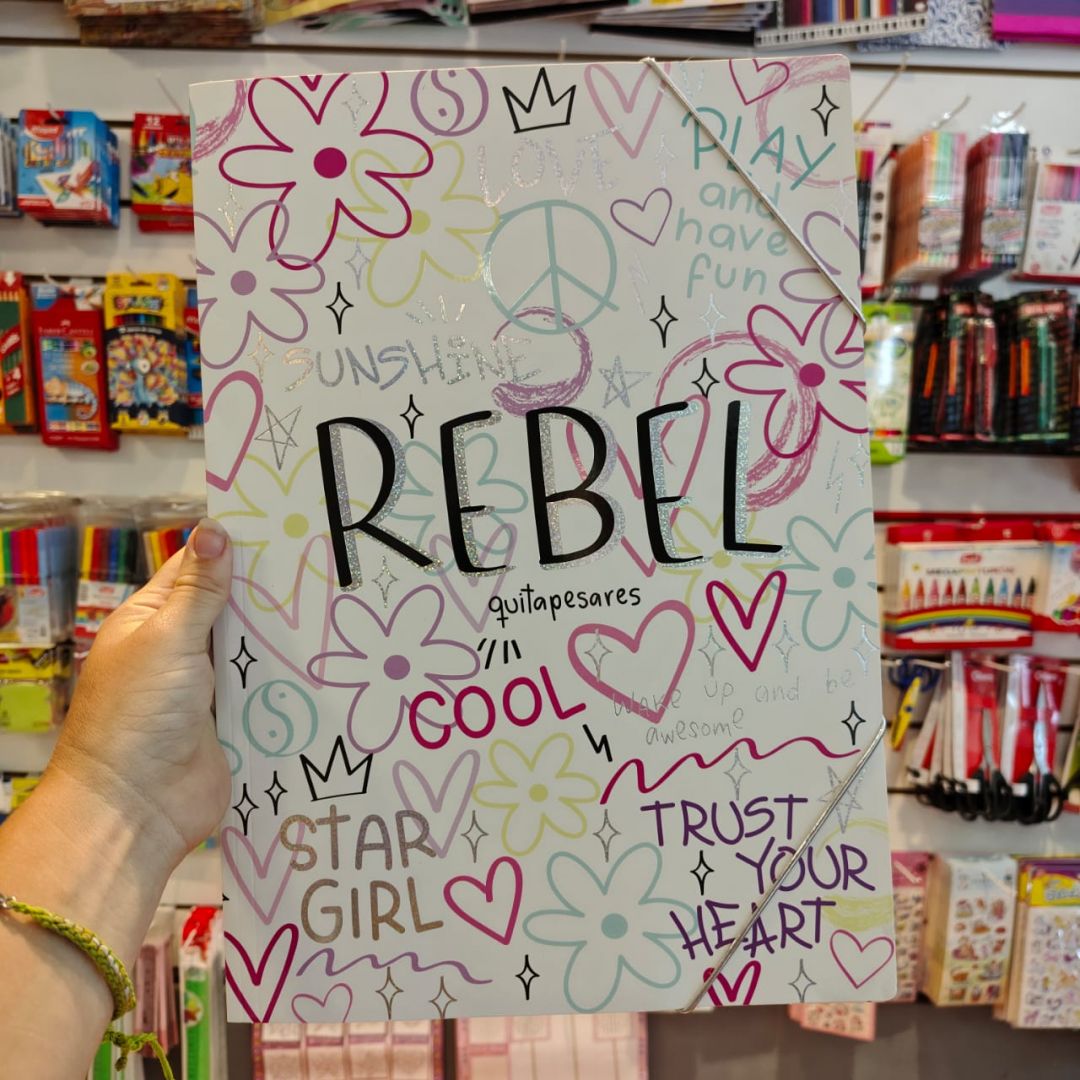 LOVE
PLAY
and
have
fun
SUNSHINE
REBEL
quitapesares
COOL
Wake up and be
awesome
STAR
GIRL
TRUST
YOUR
HEART